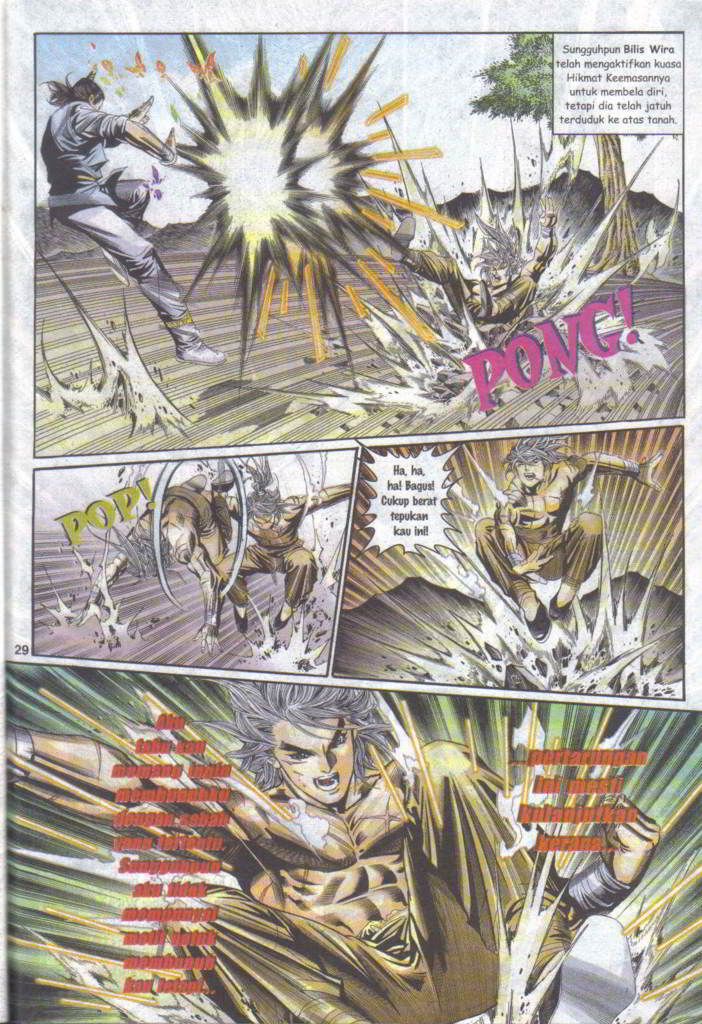 Sungguhpun Bilis Wira
telah mengaktifkan kuasa
Hikmat Keemasannya
untuk membela diri,
tetapi dia telah jatuh
terduduk ke atas tanah.
PONG!
POP!
Ha, ha,
ha! Bagus!
Cukup berat
tepukan
kau ini!
29
Aku
tahu kau
memang ingin
membunuhku
dengan sebab
yang tertentu.
Sungguhpun
aku tidak
mempunyai
motif untuk
membunuh
kau tetapi...
...pertarungan
ini mesti
kulanjutkan
kerana...